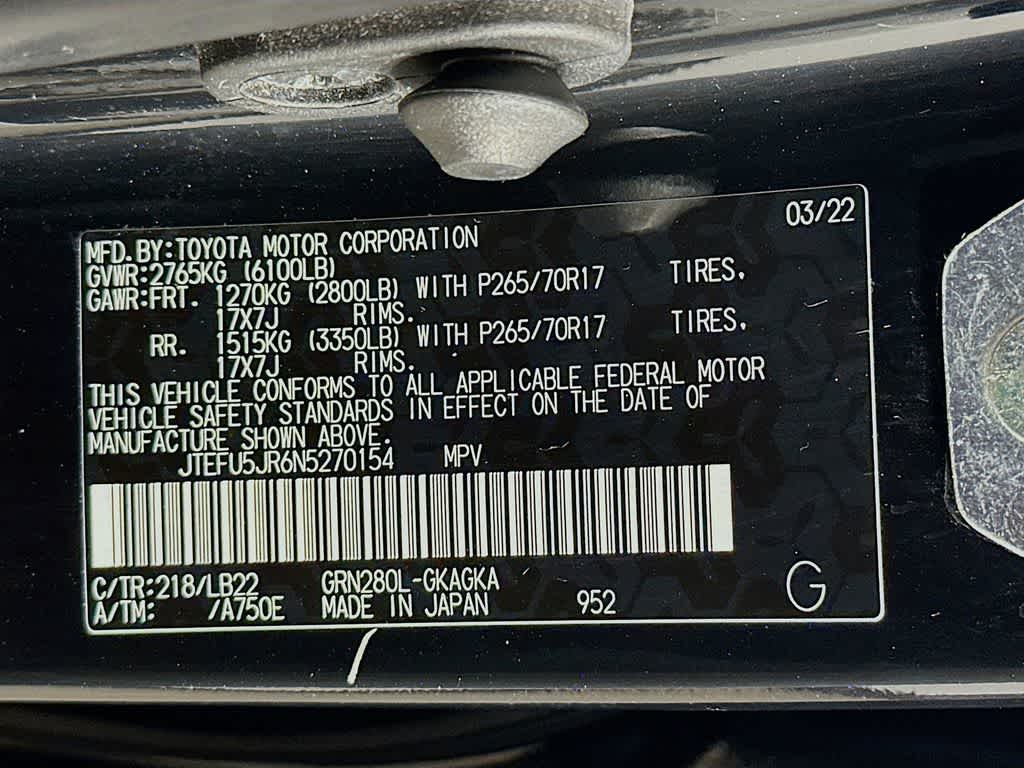 03/22
MFD. BY: TOYOTA MOTOR CORPORATION
GVWR: 2765KG (6100LB)
GAWR: FRT. 1270KG (2800LB) WITH P265/70R17 TIRES.
17X7J RIMS.
RR. 1515KG (3350LB) WITH P265/70R17 TIRES.
17X7J RIMS.
THIS VEHICLE CONFORMS TO ALL APPLICABLE FEDERAL MOTOR
VEHICLE SAFETY STANDARDS IN EFFECT ON THE DATE OF
MANUFACTURE SHOWN ABOVE.
JTEFU5JR6N5270154 MPV
C/TR: 218/LB22 GRN280L-GKAGKA
A/TM: /A750E MADE IN JAPAN 952
G